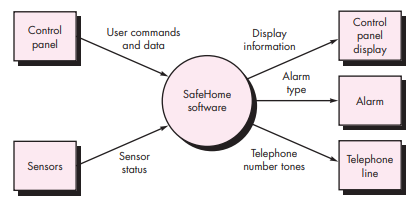 Control
panel
User commands
and data
Display
information
Control
panel
display
SafeHome
software
Alarm
type
Alarm
Sensors
Sensor
status
Telephone
number tones
Telephone
line